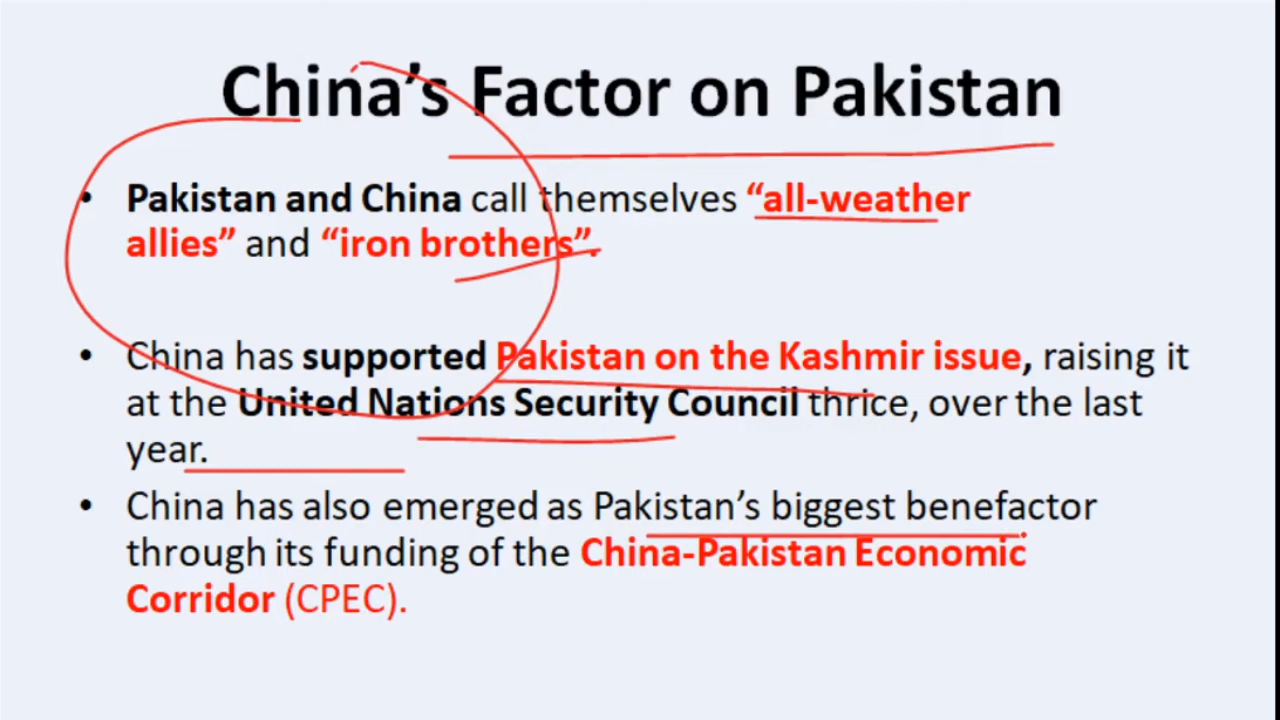 China’s Factor on Pakistan
• Pakistan and China call themselves “all-weather
allies” and “iron brothers”.
• China has supported Pakistan on the Kashmir issue, raising it
at the United Nations Security Council thrice, over the last
year.
• China has also emerged as Pakistan’s biggest benefactor
through its funding of the China-Pakistan Economic
Corridor (CPEC).